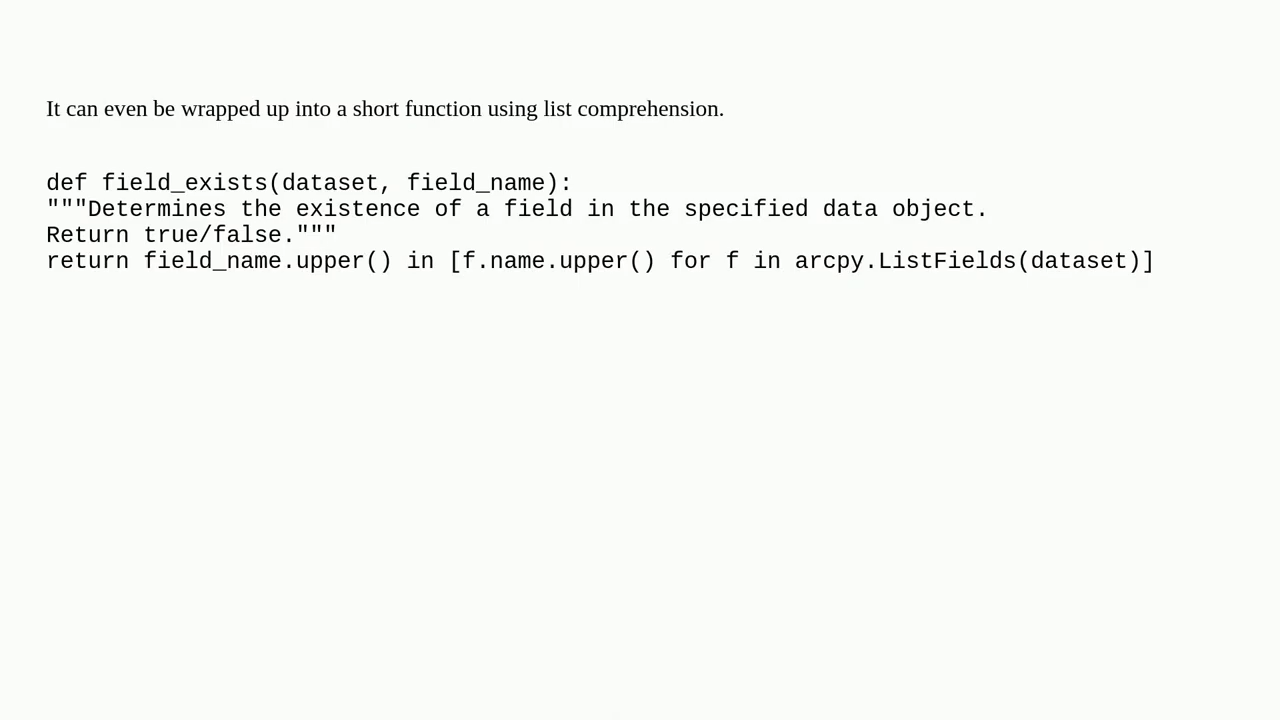 It can even be wrapped up into a short function using list comprehension.
def field_exists(dataset, field_name):
"""Determines the existence of a field in the specified data object.
Return true/false."""
return field_name.upper() in [f.name.upper() for f in arcpy.ListFields(dataset)]